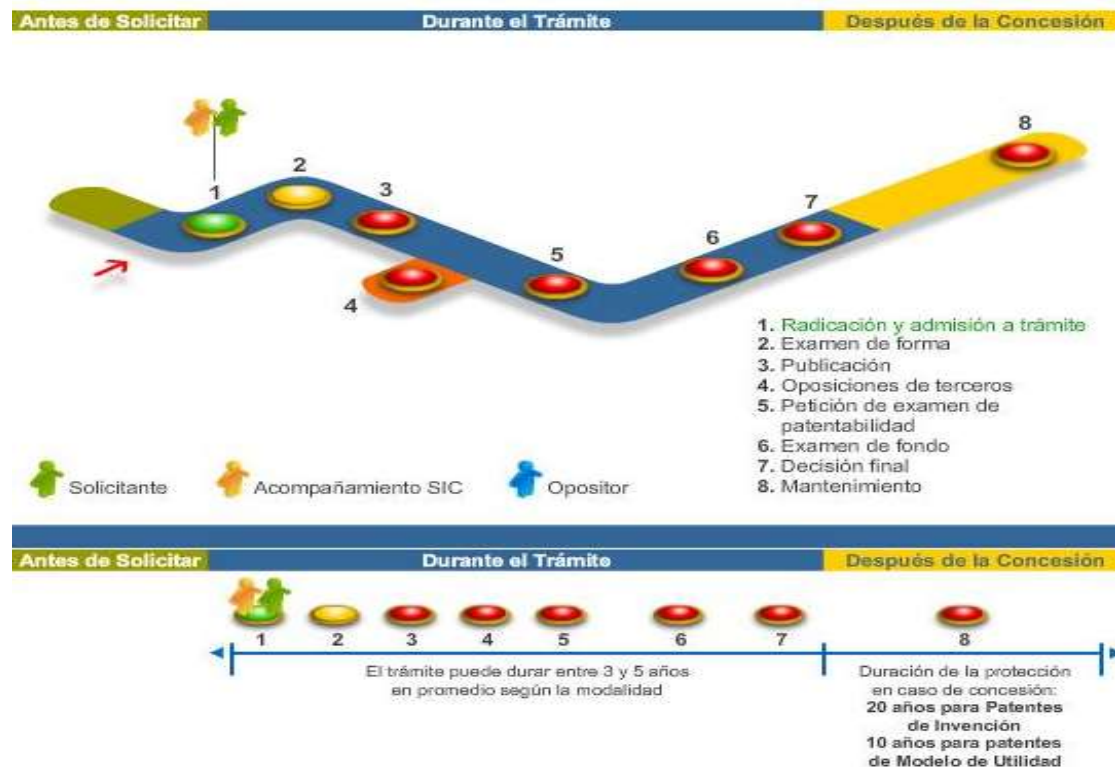 Antes de Solicitar
Durante el Trámite
Después de la Concesión
1
2
3
4
5
6
7
8
1. Radicación y admisión a trámite
2. Examen de forma
3. Publicación
4. Oposiciones de terceros
5. Petición de examen de
patentabilidad
6. Examen de fondo
7. Decisión final
8. Mantenimiento
Solicitante
Acompañamiento SIC
Opositor
Antes de Solicitar
Durante el Trámite
Después de la Concesión
1
2
3
4
5
6
7
8
El trámite puede durar entre 3 y 5 años
en promedio según la modalidad
Duración de la protección
en caso de concesión:
20 años para Patentes
de Invención
10 años para patentes
de Modelo de Utilidad